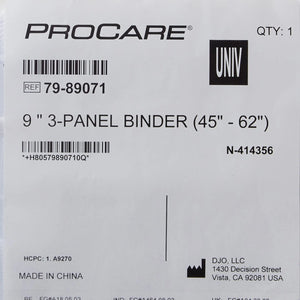 PROCARE® QTY: 1
UNIV
REF 79-89071
9 " 3-PANEL BINDER (45" - 62")
N-414356
*+H80579890710Q*
HCPC: 1. A9270
DJO, LLC
1430 Decision Street
Vista, CA 92081 USA
MADE IN CHINA